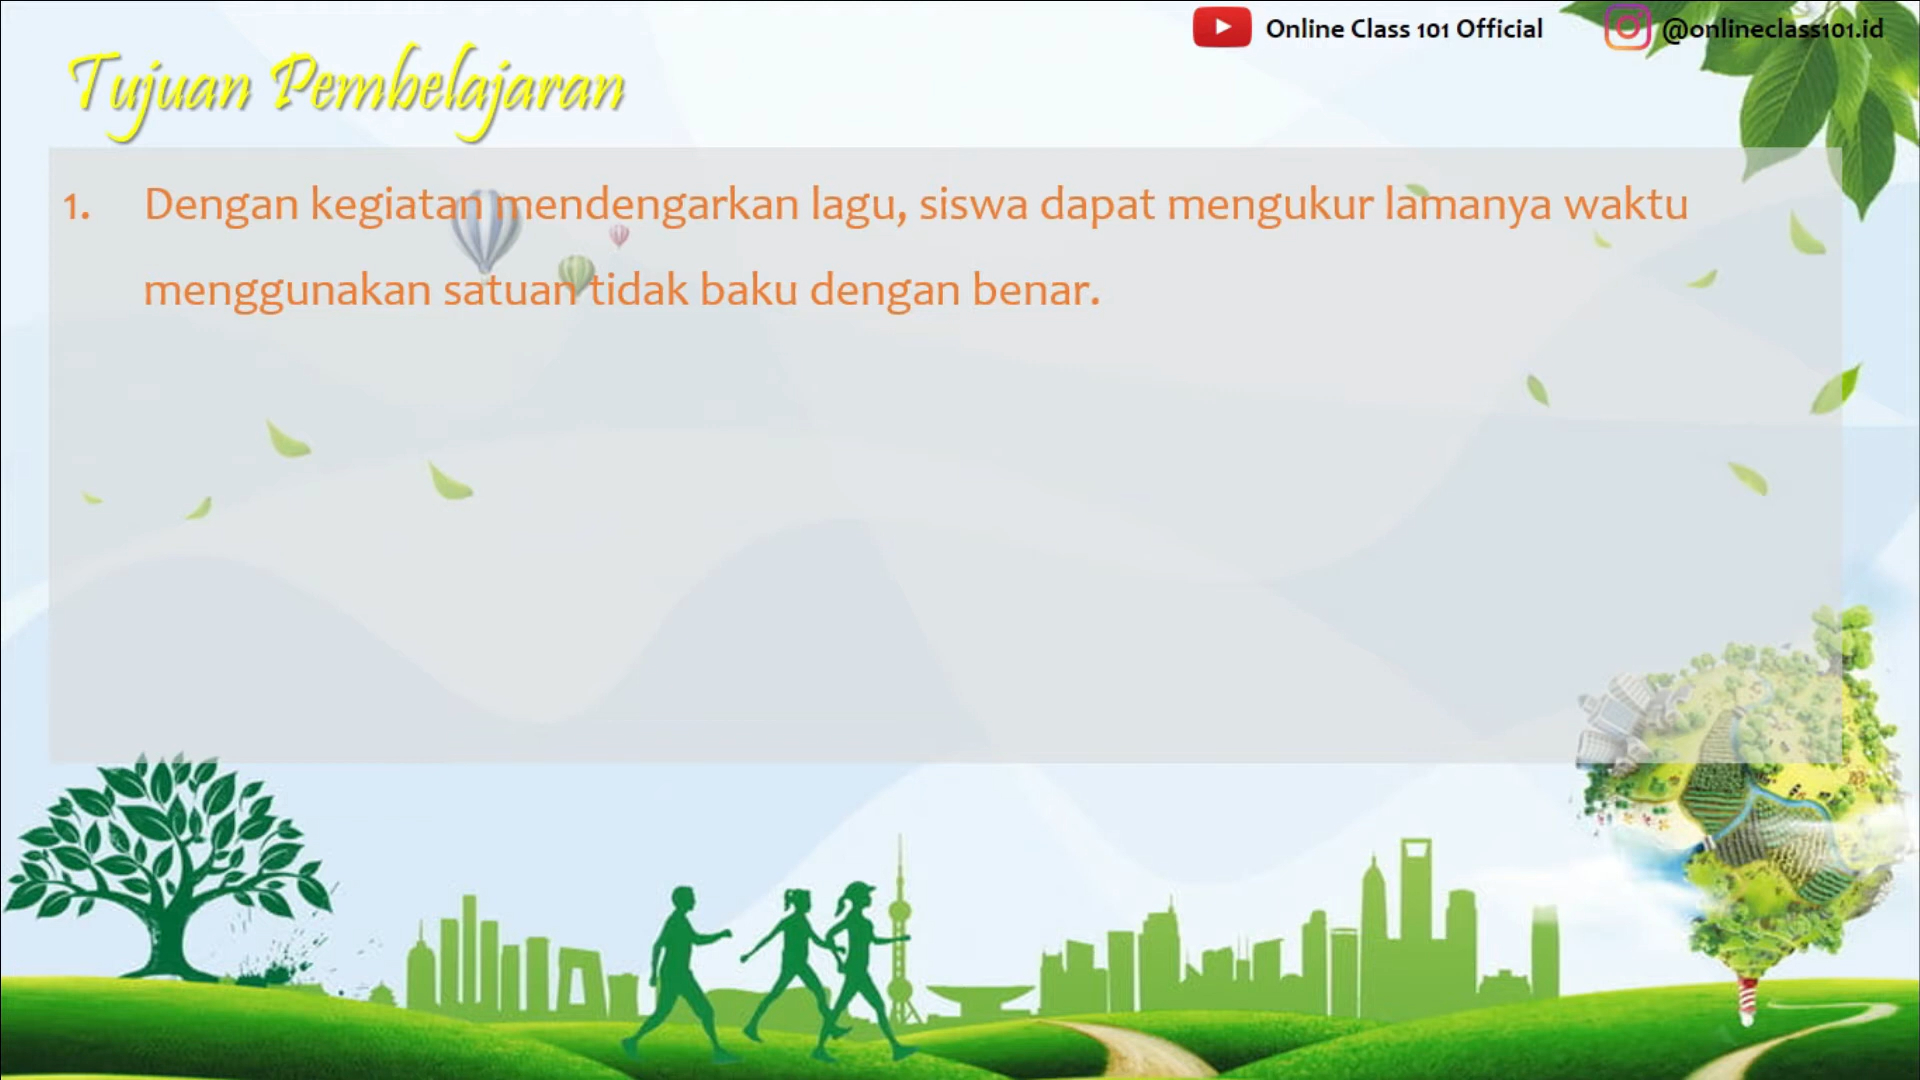 Online Class 101 Official
@onlineclass101.id
Tujuan Pembelajaran
1. Dengan kegiatan mendengarkan lagu, siswa dapat mengukur lamanya waktu
menggunakan satuan tidak baku dengan benar.